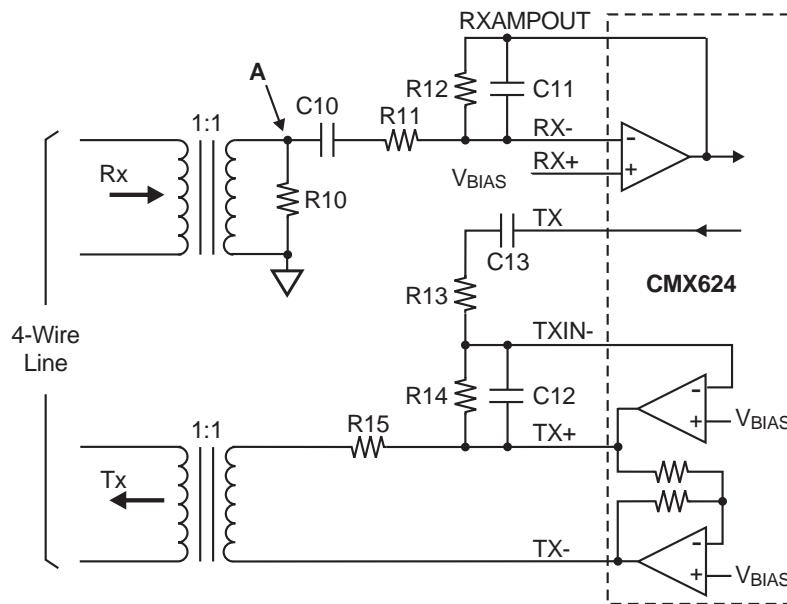 RXAMPOUT
A
C10
R12
C11
1:1
R11
RX-
-
Rx
VBIAS
RX+
+
R10
TX
C13
CMX624
R13
4-Wire
Line
TXIN-
-
R14
C12
+
VBIAS
1:1
R15
TX+
Tx
-
TX-
+
VBIAS